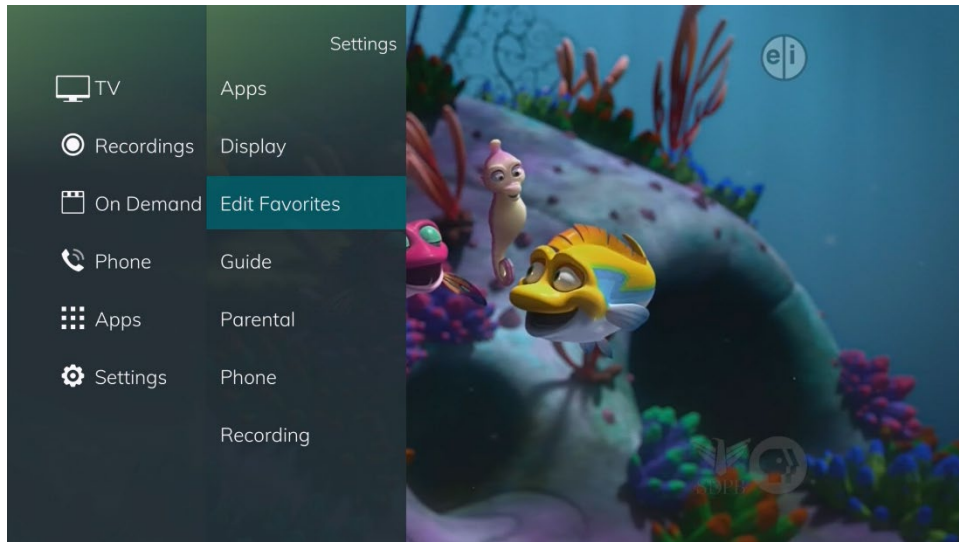 Settings
TV
Recordings
On Demand
Phone
Apps
Settings
Apps
Display
Edit Favorites
Guide
Parental
Phone
Recording
e|i